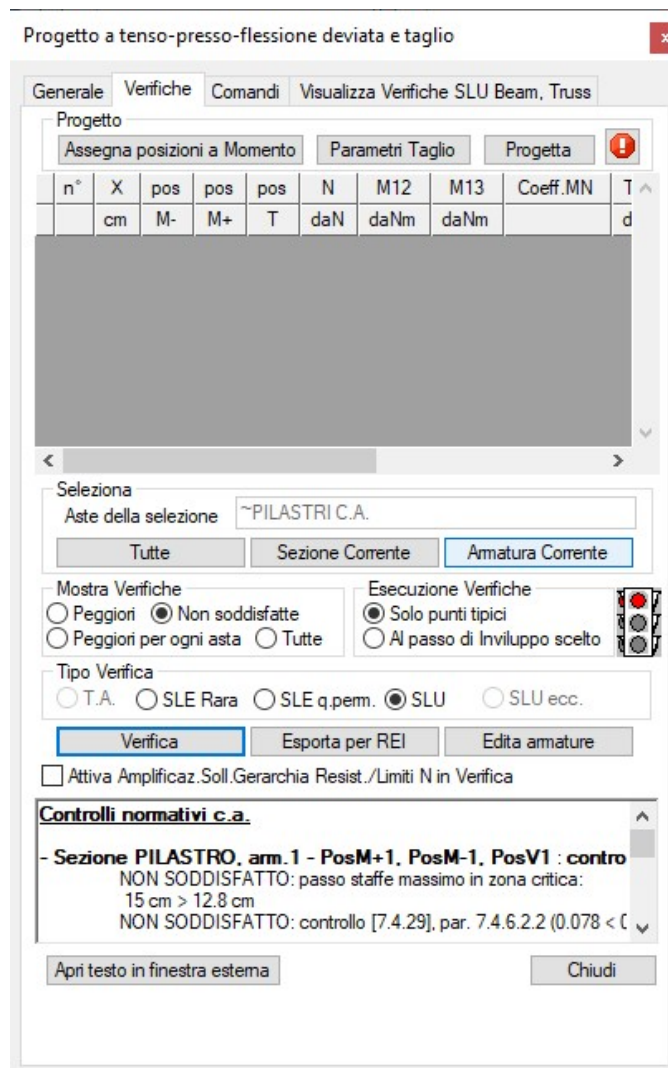 Progetto a tenso-presso-flessione deviata e taglio
x
Generale Verifiche Comandi Visualizza Verifiche SLU Beam, Truss
Progetto
Assegna posizioni a Momento Parametri Taglio Progetta
n° X pos pos pos N M12 M13 Coeff.MN T
cm M- M+ T daN daNm daNm d
Seleziona
Aste della selezione ~PILASTRI C.A.
Tutte Sezione Corrente Armatura Corrente
Mostra Verifiche Esecuzione Verifiche
Peggiori Non soddisfatte Solo punti tipici
Peggiori per ogni asta Tutte Al passo di Inviluppo scelto
Tipo Verifica
T.A. SLE Rara SLE q.perm. SLU SLU ecc.
Verifica Esporta per REI Edita armature
Attiva Amplificaz.Soll.Gerarchia Resist./Limiti N in Verifica
Controlli normativi c.a.
- Sezione PILASTRO, arm.1 - PosM+1, PosM-1, PosV1 : contro
NON SODDISFATTO: passo staffe massimo in zona critica:
15 cm > 12.8 cm
NON SODDISFATTO: controllo [7.4.29], par. 7.4.6.2.2 (0.078 <
Apri testo in finestra esterna Chiudi